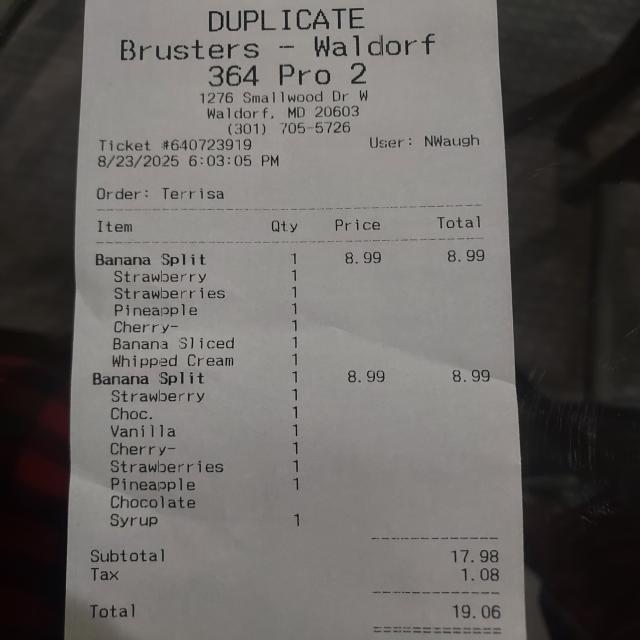 DUPLICATE
Brusters - Waldorf
364 Pro 2
1276 Smallwood Dr W
Waldorf, MD 20603
(301) 705-5726
Ticket #640723919 User: NWaugh
8/23/2025 6:03:05 PM
Order: Terrisa
Item Qty Price Total
Banana Split 1 8.99 8.99
Strawberry 1
Strawberries 1
Pineapple 1
Cherry- 1
Banana Sliced 1
Whipped Cream 1
Banana Split 1 8.99 8.99
Strawberry 1
Choc. 1
Vanilla 1
Cherry- 1
Strawberries 1
Pineapple 1
Chocolate
Syrup 1
Subtotal 17.98
Tax 1.08
Total 19.06